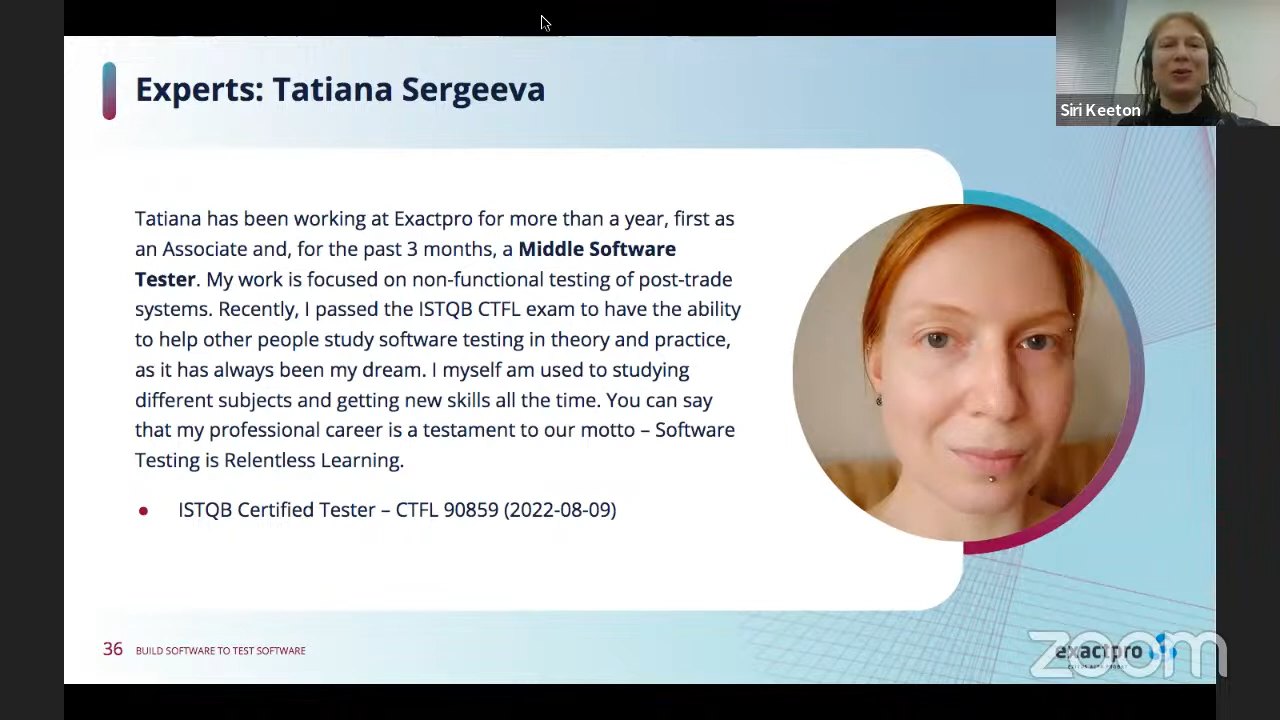 Experts: Tatiana Sergeeva
Siri Keeton
Tatiana has been working at Exactpro for more than a year, first as
an Associate and, for the past 3 months, a Middle Software
Tester. My work is focused on non-functional testing of post-trade
systems. Recently, I passed the ISTQB CTFL exam to have the ability
to help other people study software testing in theory and practice,
as it has always been my dream. I myself am used to studying
different subjects and getting new skills all the time. You can say
that my professional career is a testament to our motto – Software
Testing is Relentless Learning.
● ISTQB Certified Tester – CTFL 90859 (2022-08-09)
36 BUILD SOFTWARE TO TEST SOFTWARE
exactpro
zoom